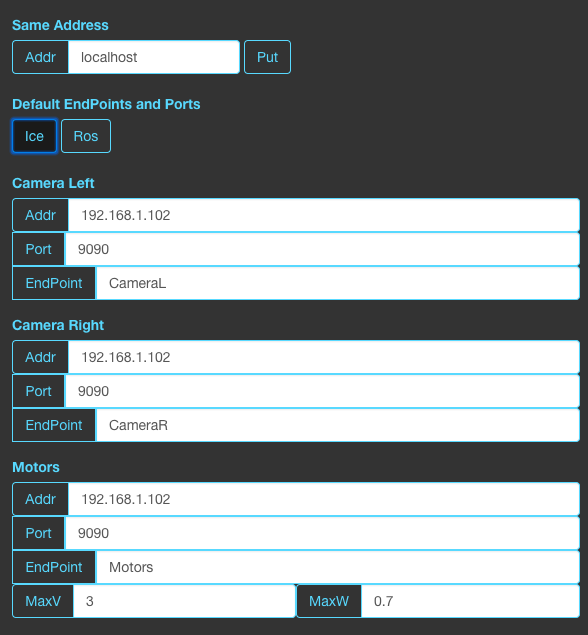 Same Address
Addr localhost Put
Default EndPoints and Ports
Ice Ros
Camera Left
Addr 192.168.1.102
Port 9090
EndPoint CameraL
Camera Right
Addr 192.168.1.102
Port 9090
EndPoint CameraR
Motors
Addr 192.168.1.102
Port 9090
EndPoint Motors
MaxV 3 MaxW 0.7